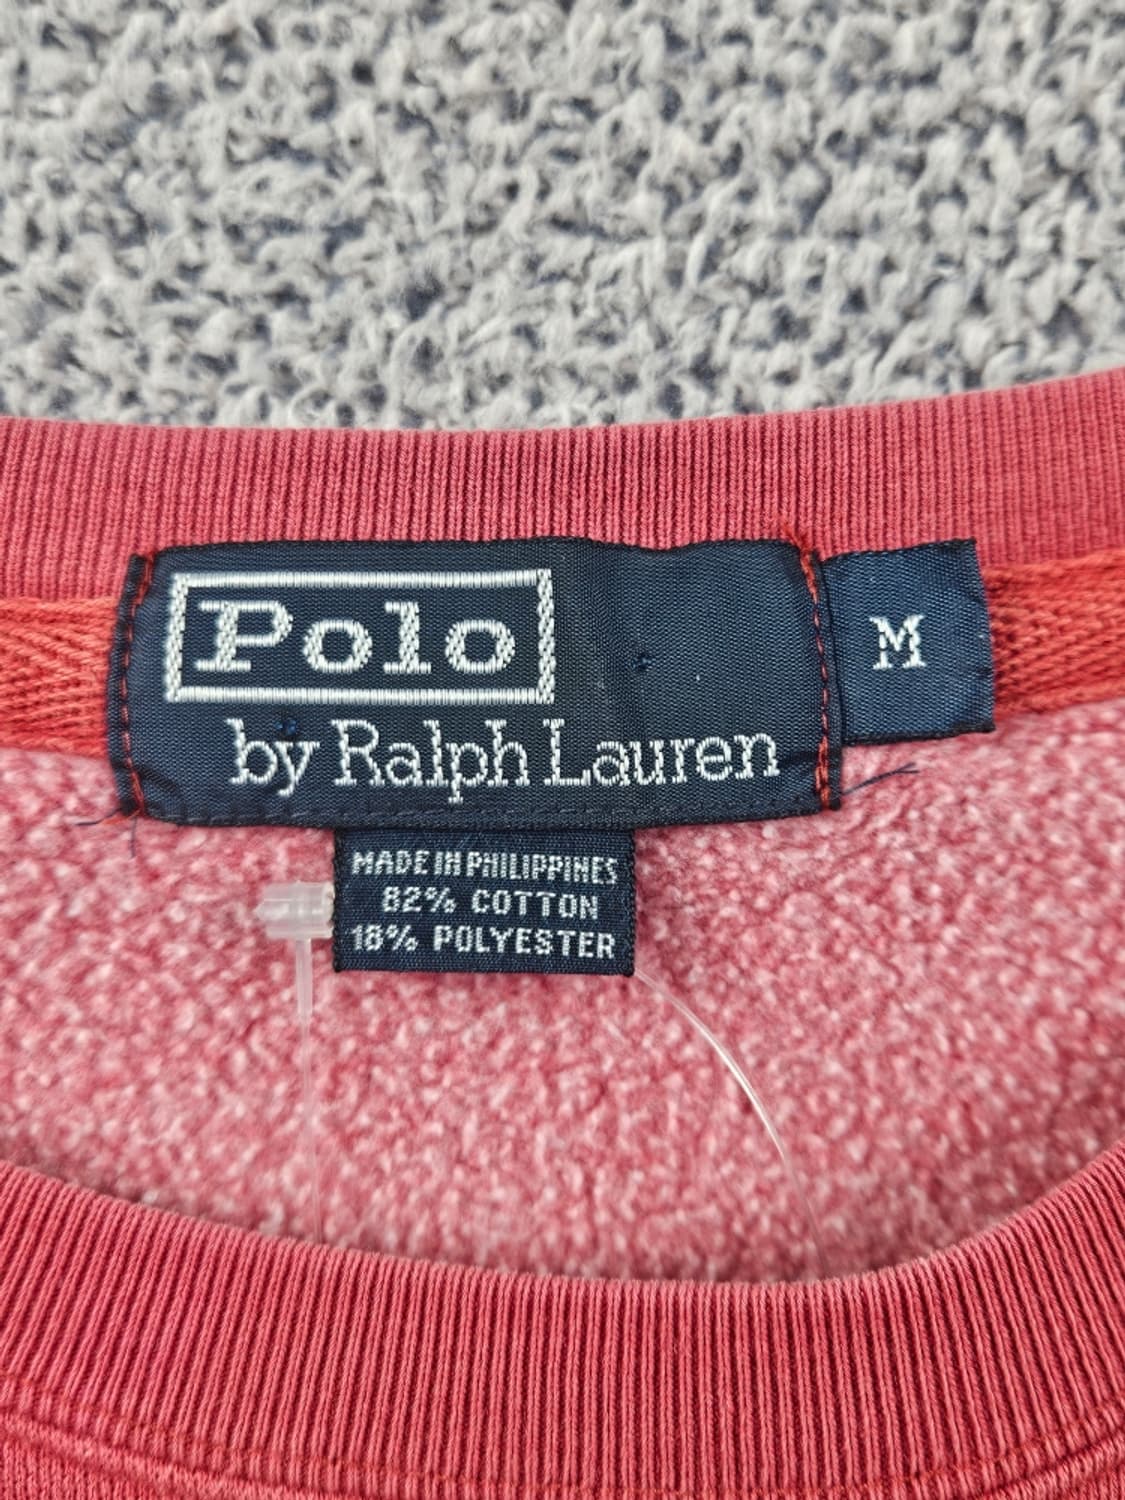 Polo
M
by Ralph Lauren
MADE IN PHILIPPINES
82% COTTON
18% POLYESTER